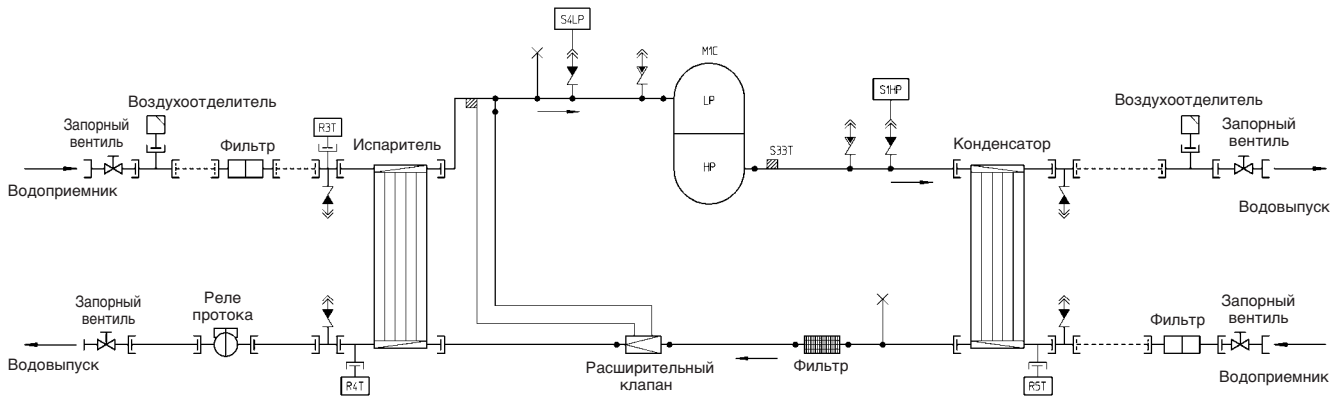 S4LP
M1C
LP
HP
S1HP
S33T
Воздухоотделитель
Запорный
вентиль
Фильтр
R3T
Испаритель
Водоприемник
Конденсатор
Воздухоотделитель
Запорный
вентиль
Водовыпуск
Запорный
вентиль
Реле
протока
Водовыпуск
R4T
Расширительный
клапан
Фильтр
R5T
Фильтр
Запорный
вентиль
Водоприемник